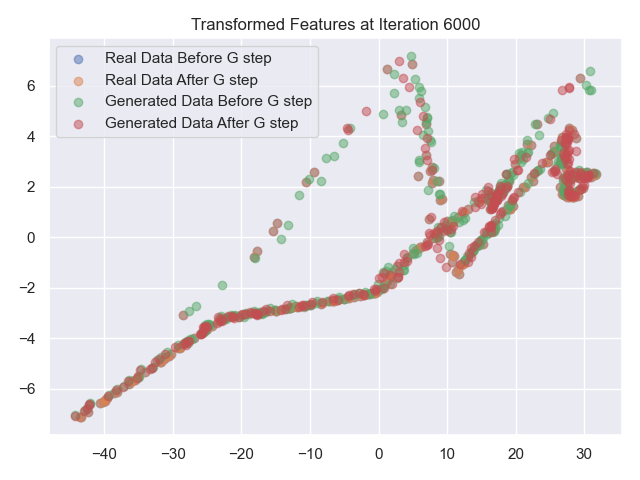 Transformed Features at Iteration 6000
Real Data Before G step
Real Data After G step
Generated Data Before G step
Generated Data After G step
6
4
2
0
−2
−4
−6
−40 −30 −20 −10 0 10 20 30